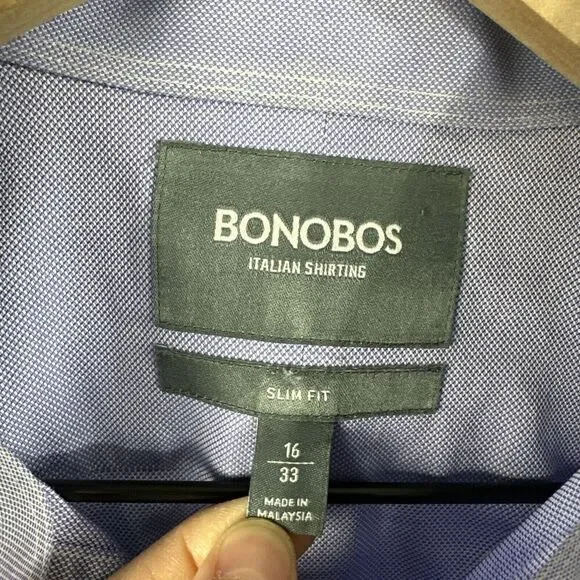 BONOBOS
ITALIAN SHIRTING
SLIM FIT
16
33
MADE IN
MALAYSIA